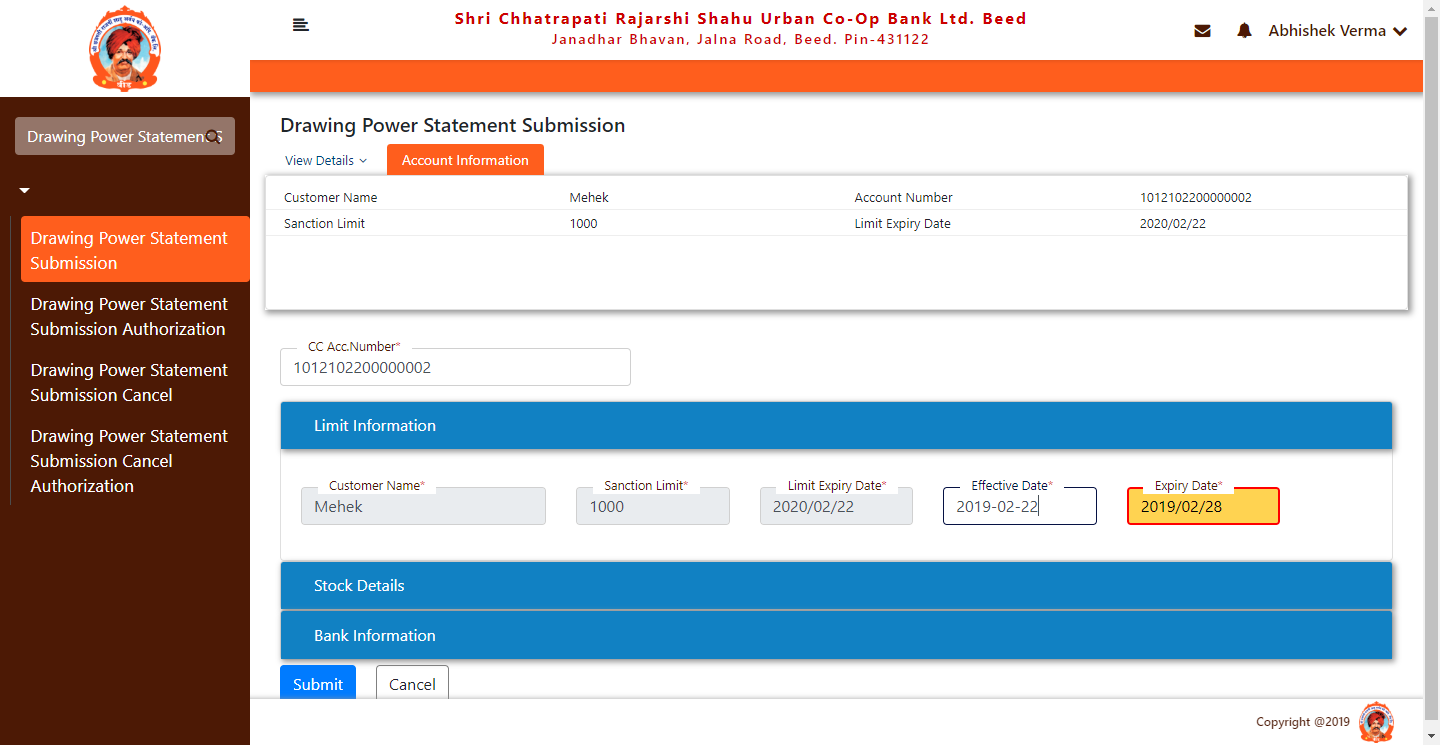 Shri Chhatrapati Rajarshi Shahu Urban Co-Op Bank Ltd. Beed
Janadhar Bhavan, Jalna Road, Beed. Pin-431122
Abhishek Verma
Drawing Power Statement
Drawing Power Statement
Submission
Drawing Power Statement
Submission Authorization
Drawing Power Statement
Submission Cancel
Drawing Power Statement
Submission Cancel
Authorization
Drawing Power Statement Submission
View Details
Account Information
Customer Name Mehek Account Number 1012102200000002
Sanction Limit 1000 Limit Expiry Date 2020/02/22
CC Acc.Number*
1012102200000002
Limit Information
Customer Name* Sanction Limit* Limit Expiry Date* Effective Date* Expiry Date*
Mehek 1000 2020/02/22 2019-02-22 2019/02/28
Stock Details
Bank Information
Submit Cancel
Copyright @2019